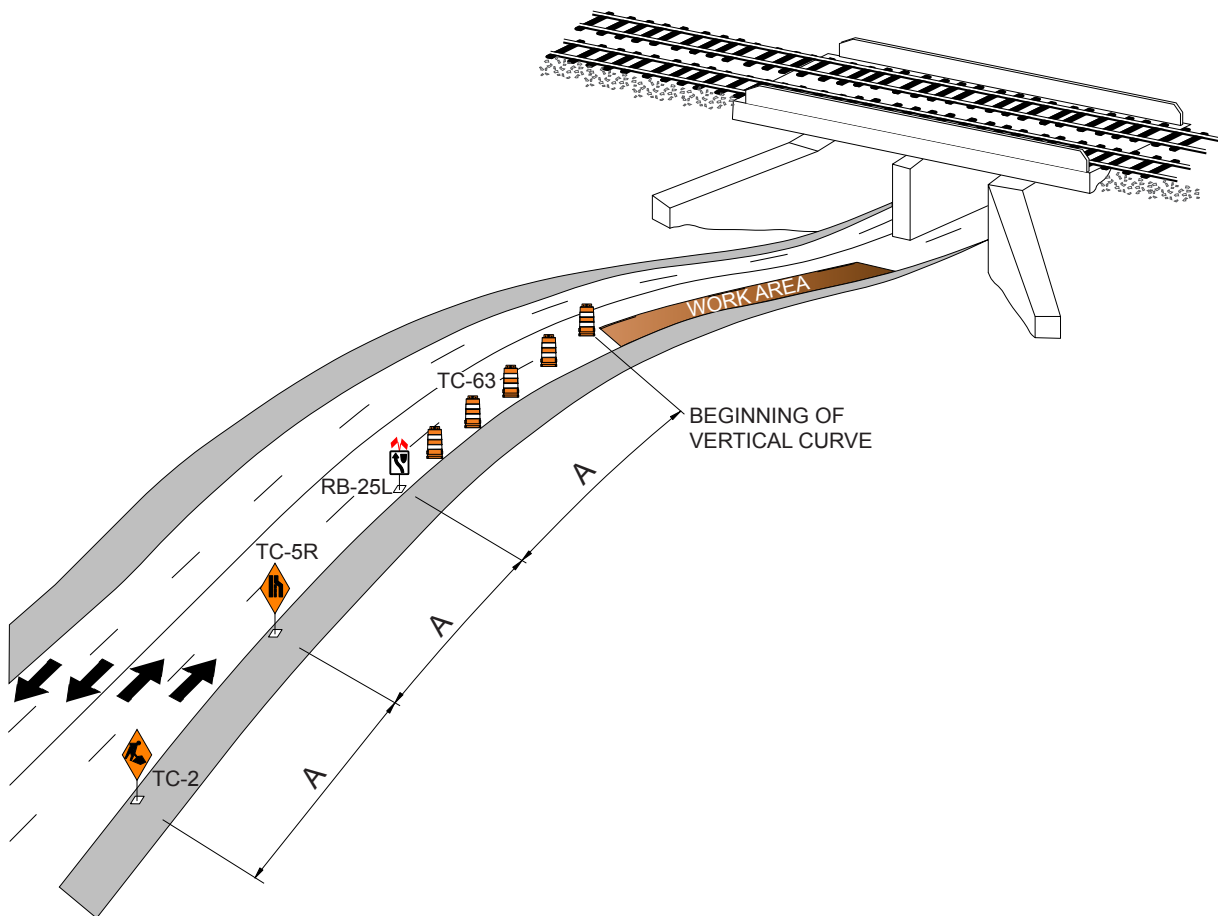 WORK AREA
TC-63
BEGINNING OF
VERTICAL CURVE
A
RB-25L
TC-5R
A
TC-2
A